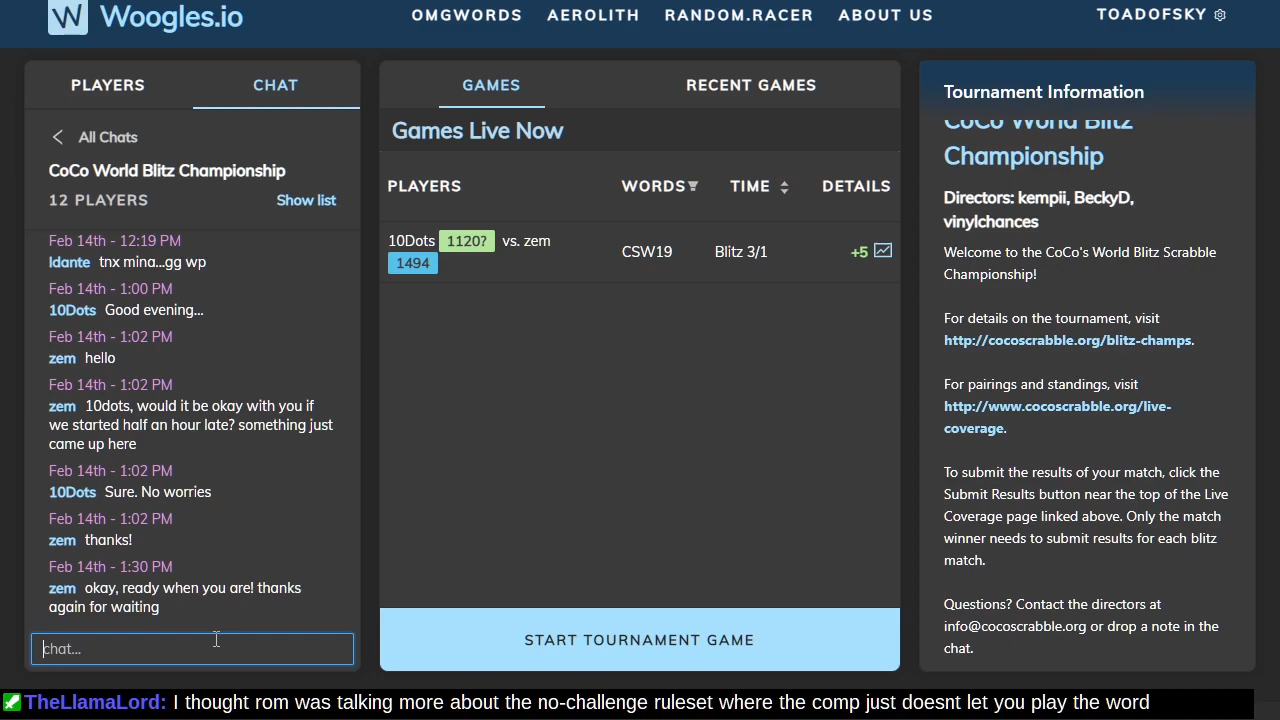 W Woogles.io
OMGWORDS AEROLITH RANDOM.RACER ABOUT US
TOADOFSKY
PLAYERS CHAT
All Chats
CoCo World Blitz Championship
12 PLAYERS Show list
Feb 14th - 12:19 PM
ldante tnx mina...gg wp
Feb 14th - 1:00 PM
10Dots Good evening...
Feb 14th - 1:02 PM
zem hello
Feb 14th - 1:02 PM
zem 10dots, would it be okay with you if
we started half an hour late? something just
came up here
Feb 14th - 1:02 PM
10Dots Sure. No worries
Feb 14th - 1:02 PM
zem thanks!
Feb 14th - 1:30 PM
zem okay, ready when you are! thanks
again for waiting
chat...
GAMES RECENT GAMES
Games Live Now
PLAYERS WORDS TIME DETAILS
10Dots 1120? vs. zem
1494
CSW19 Blitz 3/1 +5
START TOURNAMENT GAME
Tournament Information
CoCo World Blitz
Championship
Directors: kempii, BeckyD,
vinylchances
Welcome to the CoCo's World Blitz Scrabble
Championship!
For details on the tournament, visit
http://cocoscrabble.org/blitz-champs.
For pairings and standings, visit
http://www.cocoscrabble.org/live-
coverage.
To submit the results of your match, click the
Submit Results button near the top of the Live
Coverage page linked above. Only the match
winner needs to submit results for each blitz
match.
Questions? Contact the directors at
info@cocoscrabble.org or drop a note in the
chat.
TheLlamaLord: I thought rom was talking more about the no-challenge ruleset where the comp just doesnt let you play the word